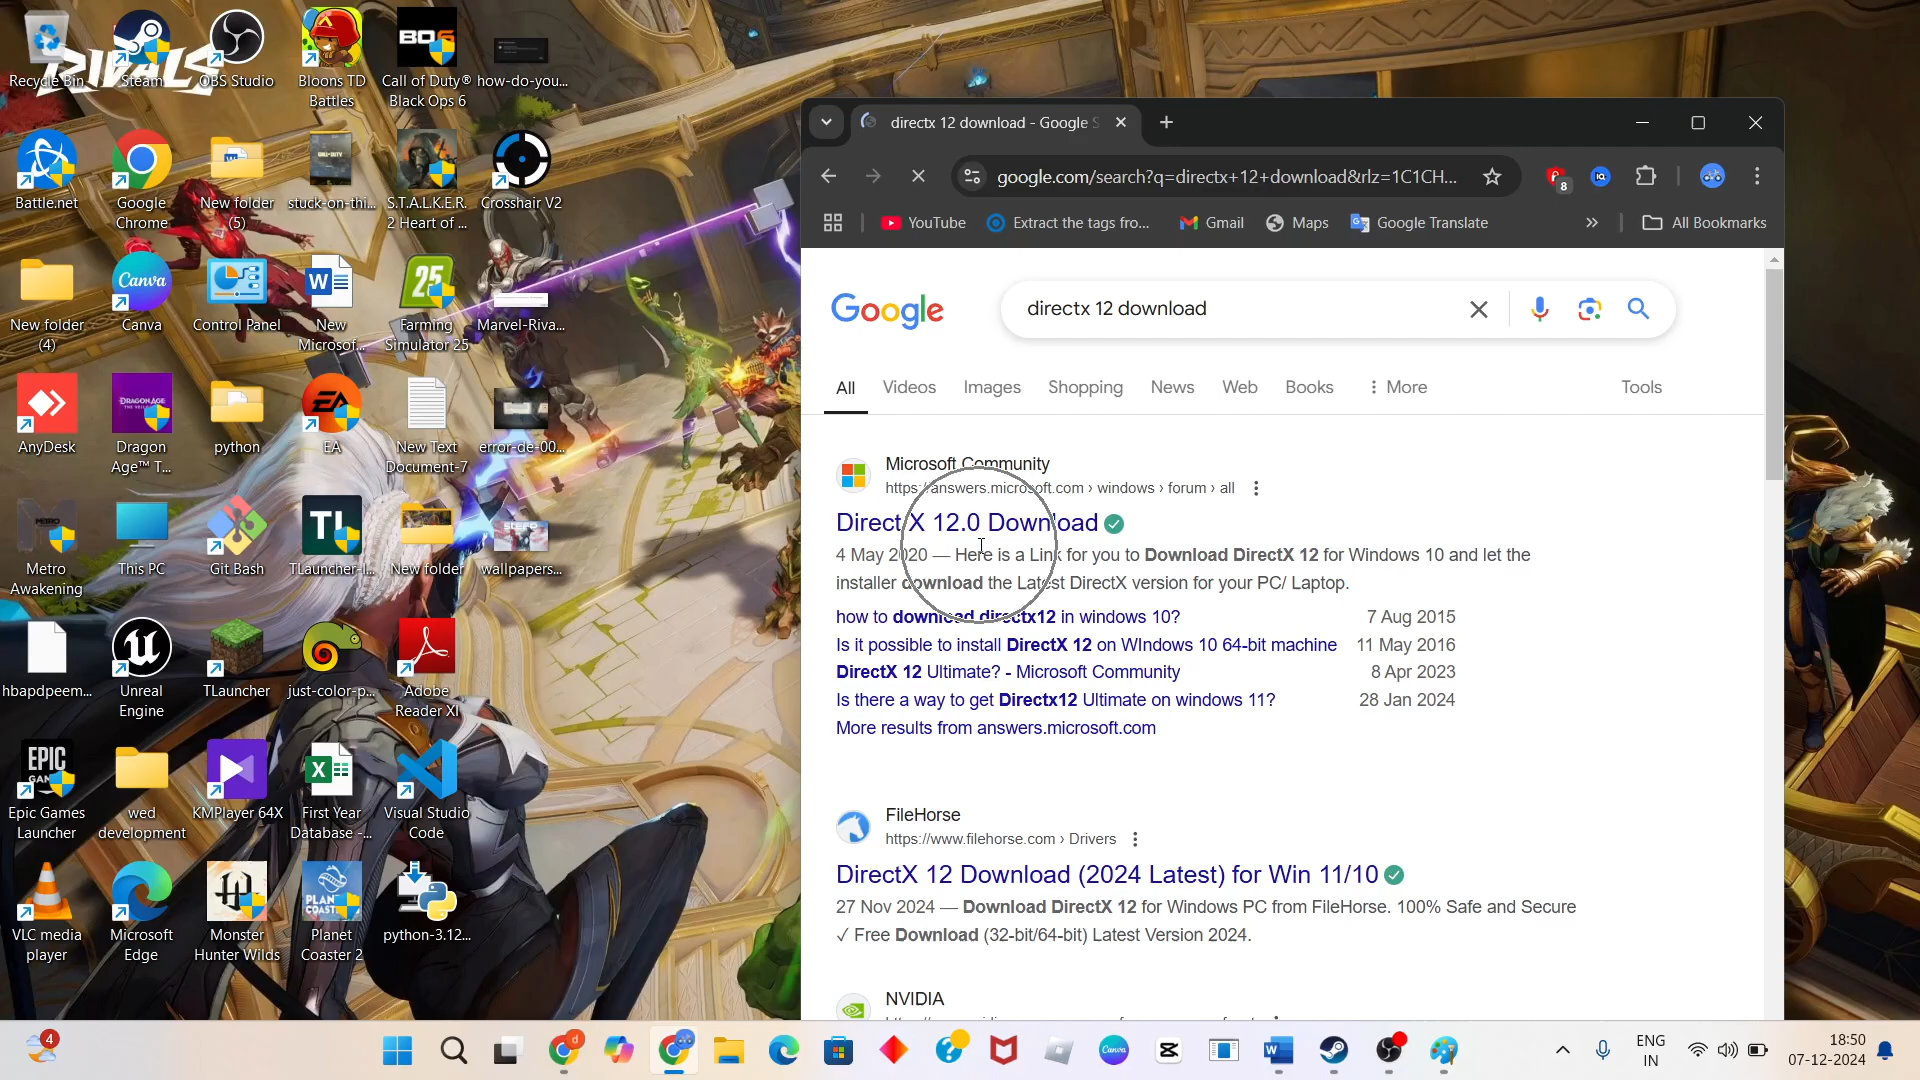 RIVALS
Recycle Bin
Steam
OBS Studio
Bloons TD
Battles
BO6
Call of Duty®
Black Ops 6
how-do-you...
Battle.net
Google
Chrome
New folder
(5)
stuck-on-thi...
S.T.A.L.K.E.R.
2 Heart of ...
Crosshair V2
New folder
(4)
Canva
Canva
Control Panel
New
Microsof...
25
Farming
Simulator 25
Marvel-Riva...
AnyDesk
Dragon
Age™ T...
python
EA
EA
New Text
Document-7
error-de-00...
Metro
Awakening
This PC
Git Bash
TL
TLauncher-I...
New folder
wallpapers...
hbapdpeem...
Unreal
Engine
TLauncher
just-color-p...
Adobe
Reader XI
EPIC
Epic Games
Launcher
wed
development
KMPlayer 64X
First Year
Database -...
Visual Studio
Code
VLC media
player
Microsoft
Edge
Monster
Hunter Wilds
Planet
Coaster 2
python-3.12...
directx 12 download - Google S
google.com/search?q=directx+12+download&rlz=1C1CH...
8
YouTube
Extract the tags fro...
Gmail
Maps
Google Translate
All Bookmarks
Google
directx 12 download
All
Videos
Images
Shopping
News
Web
Books
More
Tools
Microsoft Community
https://answers.microsoft.com › windows › forum › all
Direct X 12.0 Download
4 May 2020 — Here is a Link for you to Download DirectX 12 for Windows 10 and let the
installer download the Latest DirectX version for your PC/ Laptop.
how to download directx12 in windows 10? 7 Aug 2015
Is it possible to install DirectX 12 on WIndows 10 64-bit machine 11 May 2016
DirectX 12 Ultimate? - Microsoft Community 8 Apr 2023
Is there a way to get Directx12 Ultimate on windows 11? 28 Jan 2024
More results from answers.microsoft.com
FileHorse
https://www.filehorse.com › Drivers
DirectX 12 Download (2024 Latest) for Win 11/10
27 Nov 2024 — Download DirectX 12 for Windows PC from FileHorse. 100% Safe and Secure
✓ Free Download (32-bit/64-bit) Latest Version 2024.
NVIDIA
4
ENG
IN
18:50
07-12-2024